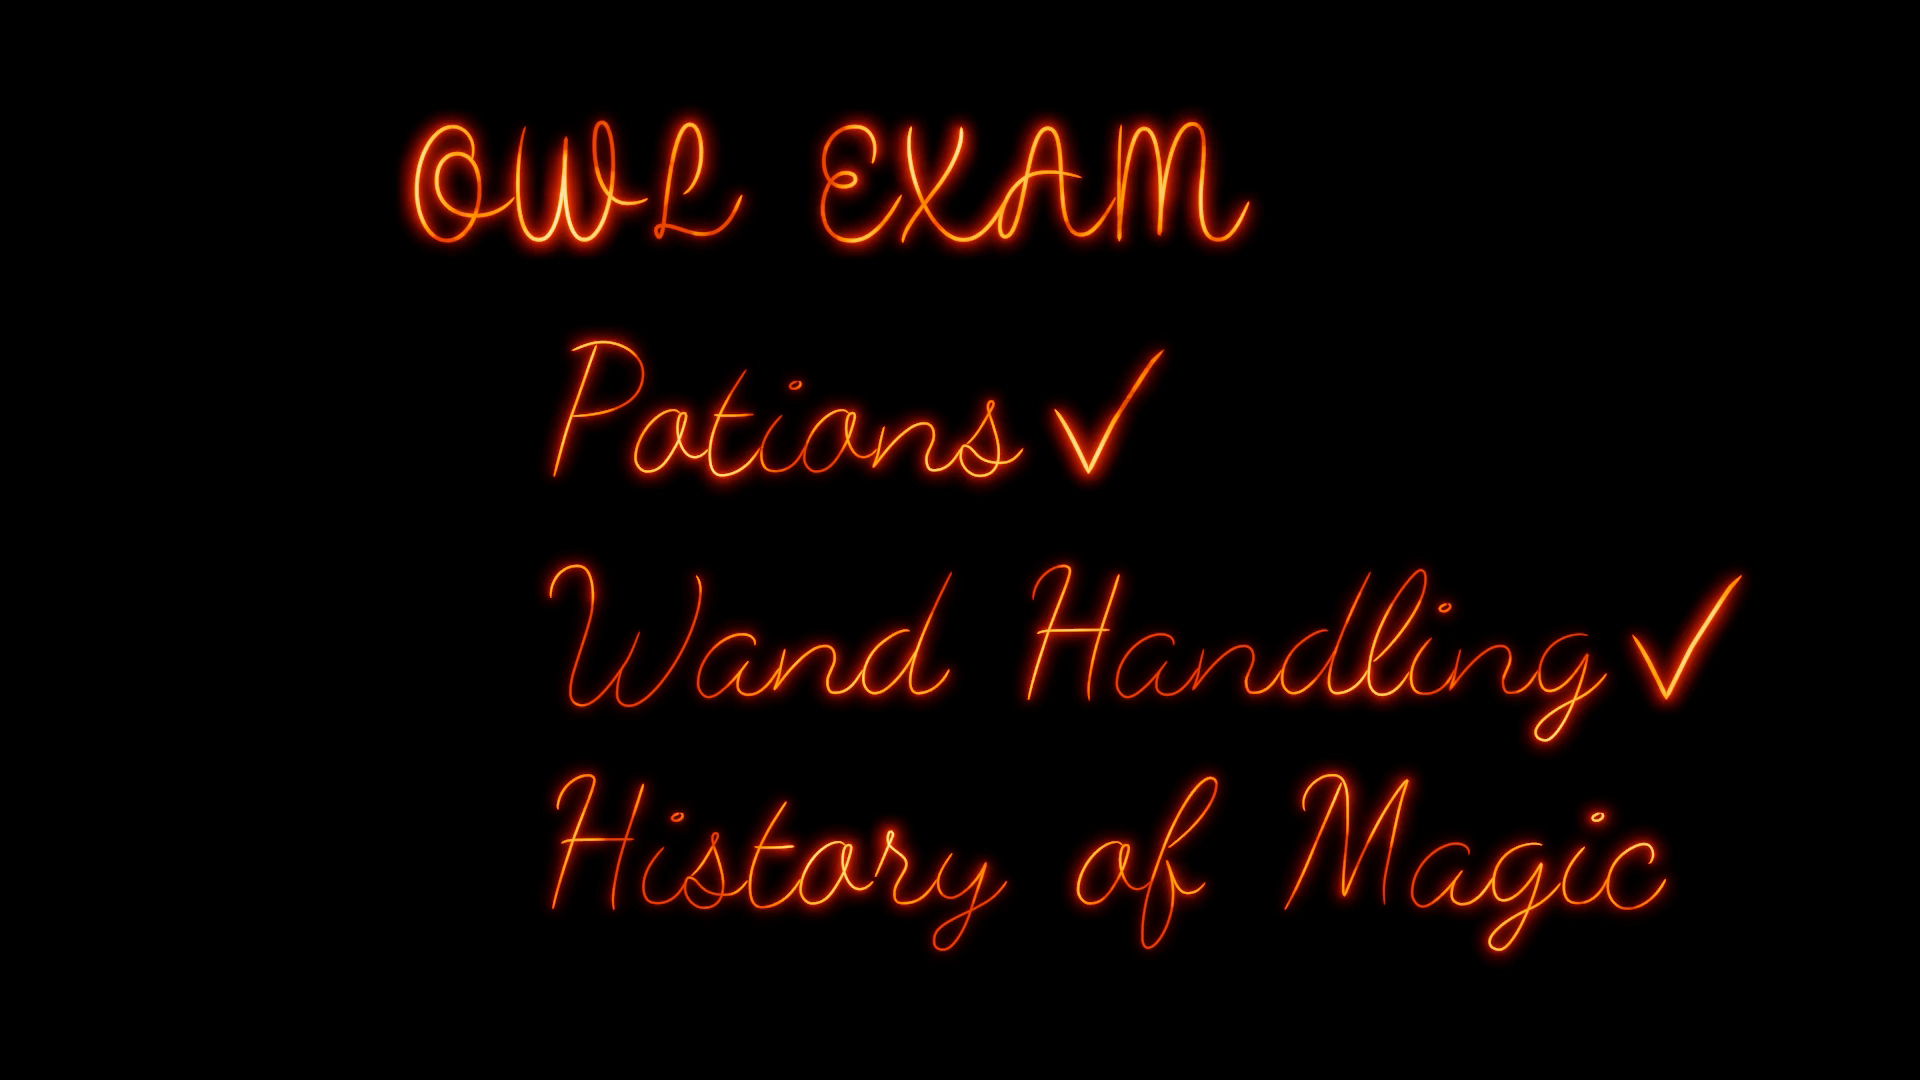 OWL EXAM
Potions ✓
Wand Handling ✓
History of Magic